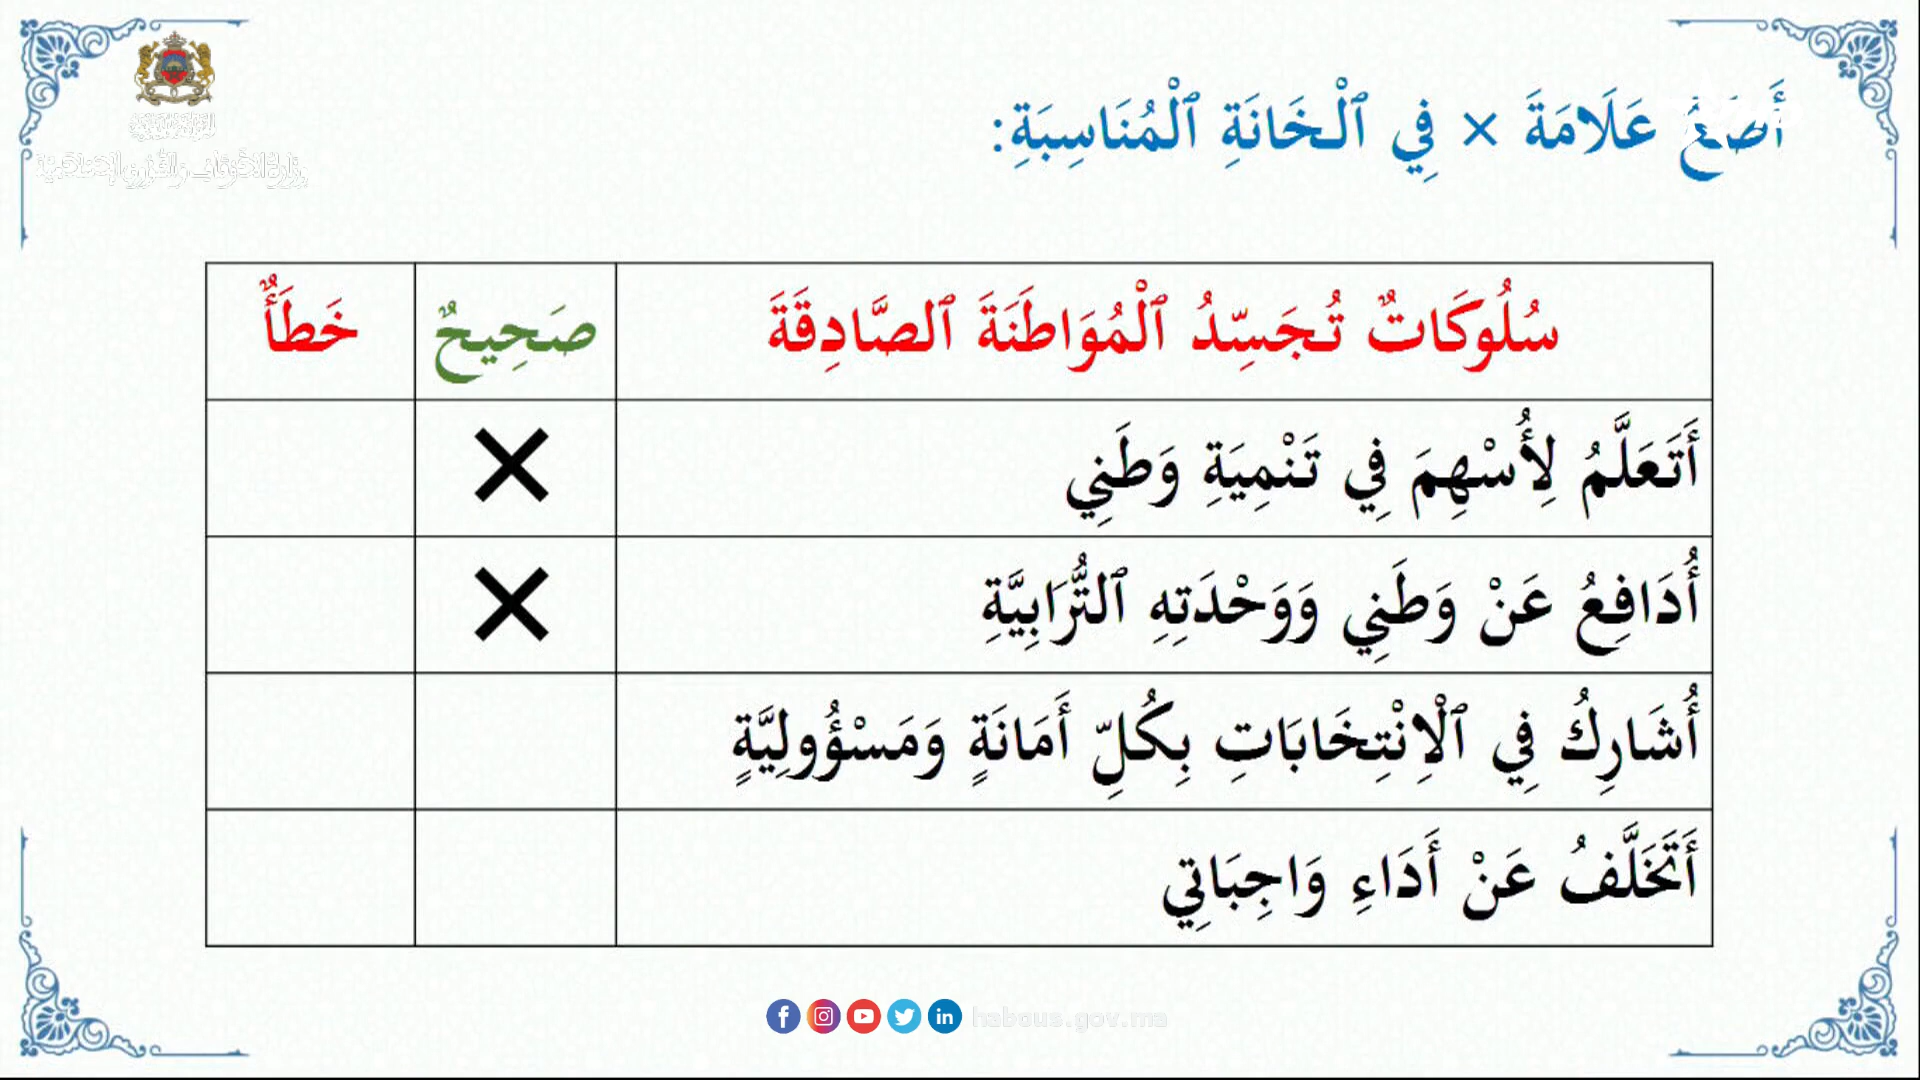 أَضَعُ عَلَامَةَ × فِي ٱلْخَانَةِ ٱلْمُنَاسِبَةِ:
سُلُوكَاتٌ تُجَسِّدُ ٱلْمُوَاطَنَةَ ٱلصَّادِقَةَ صَحِيحٌ خَطَأٌ
أَتَعَلَّمُ لِأُسْهِمَ فِي تَنْمِيَةِ وَطَنِي ×
أُدَافِعُ عَنْ وَطَنِي وَوَحْدَتِهِ ٱلتُّرَابِيَّةِ ×
أُشَارِكُ فِي ٱلْاِنْتِخَابَاتِ بِكُلِّ أَمَانَةٍ وَمَسْؤُولِيَّةٍ
أَتَخَلَّفُ عَنْ أَدَاءِ وَاجِبَاتِي
habous.gov.ma